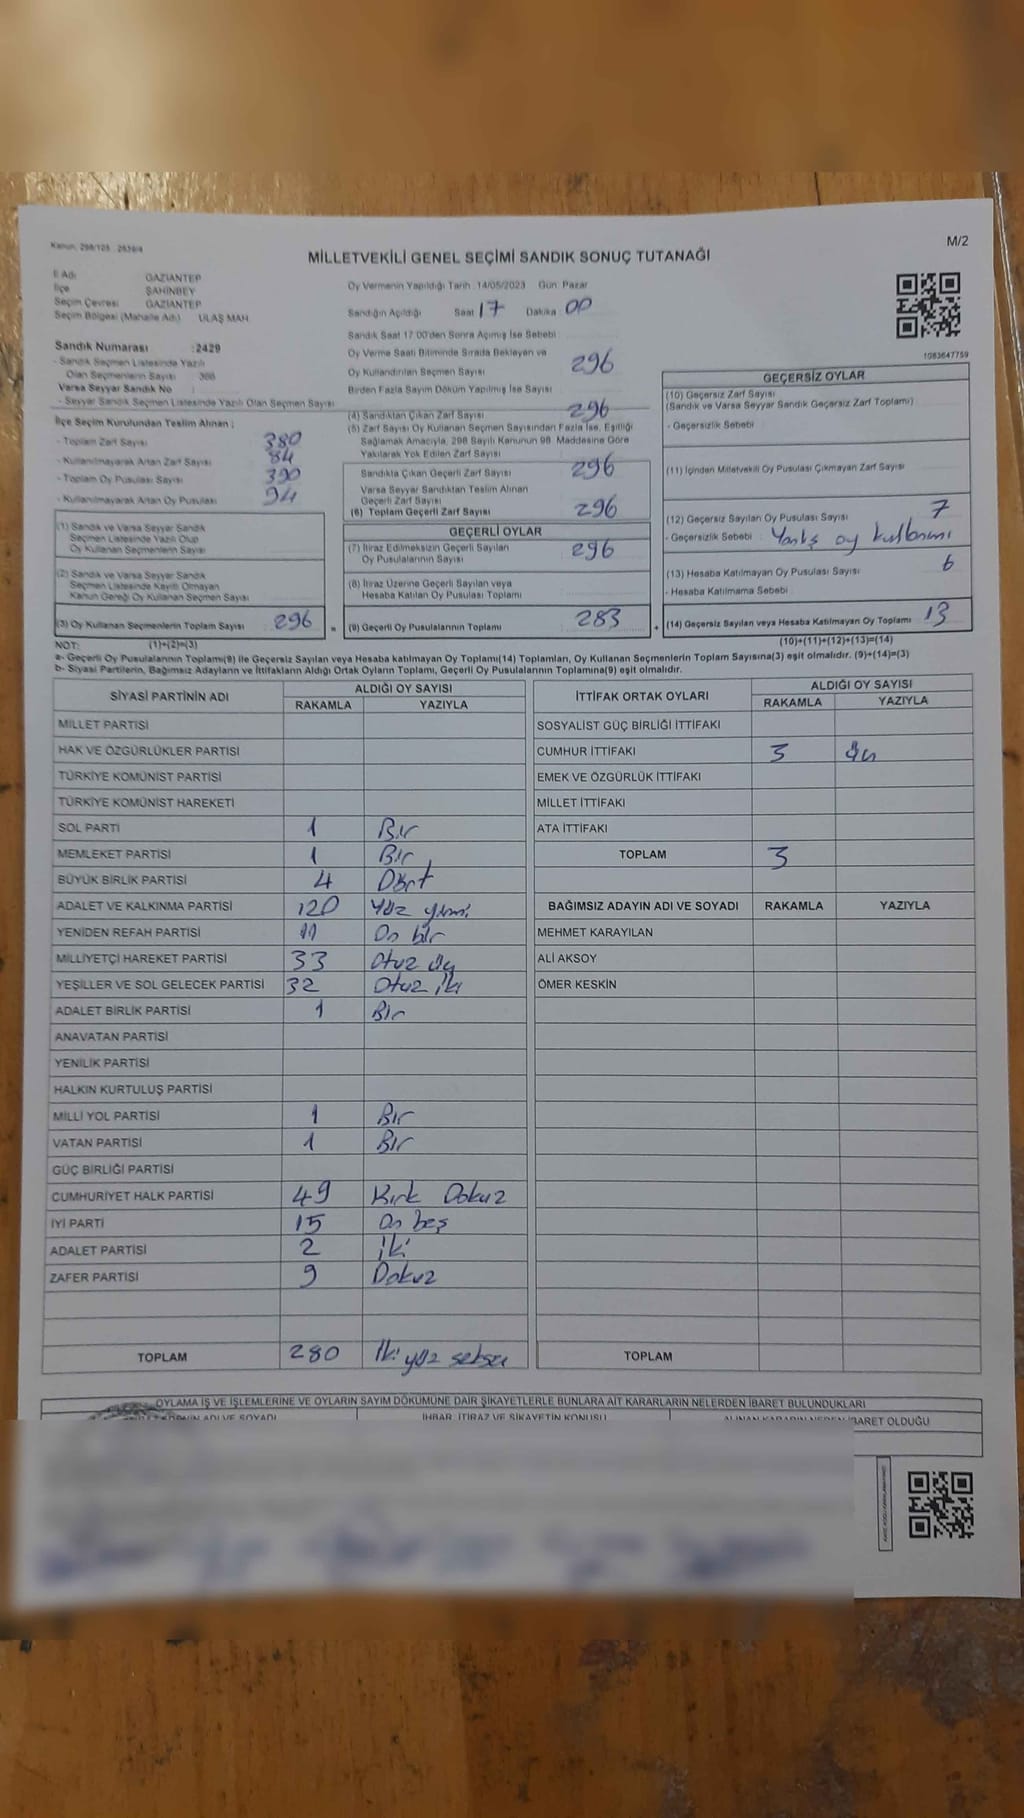 Kanun, 298/105 , 2839/4
M/2
MİLLETVEKİLİ GENEL SEÇİMİ SANDIK SONUÇ TUTANAĞI
İl Adı GAZİANTEP
İlçe ŞAHİNBEY
Seçim Çevresi GAZİANTEP
Seçim Bölgesi (Mahalle Adı) ULAŞ MAH.
Sandık Numarası :2429
- Sandık Seçmen Listesinde Yazılı
Olan Seçmenlerin Sayısı : 386
Varsa Seyyar Sandık No
- Seyyar Sandık Seçmen Listesinde Yazılı Olan Seçmen Sayısı
İlçe Seçim Kurulundan Teslim Alınan ;
- Toplam Zarf Sayısı 380
- Kullanılmayarak Artan Zarf Sayısı 84
- Toplam Oy Pusulası Sayısı 390
- Kullanılmayarak Artan Oy Pusulası 94
(1) Sandık ve Varsa Seyyar Sandık
Seçmen Listesinde Yazılı Olup
Oy Kullanan Seçmenlerin Sayısı
(2) Sandık ve Varsa Seyyar Sandık
Seçmen Listesinde Kayıtlı Olmayan
Kanun Gereği Oy Kullanan Seçmen Sayısı
(3) Oy Kullanan Seçmenlerin Toplam Sayısı 296 =
Oy Vermenin Yapıldığı Tarih : 14/05/2023 Gün: Pazar
Sandığın Açıldığı Saat 17 Dakika 00
Sandık Saat 17:00'den Sonra Açılmış İse Sebebi
Oy Verme Saati Bitiminde Sırada Bekleyen ve
Oy Kullandırılan Seçmen Sayısı 296
Birden Fazla Sayım Döküm Yapılmış İse Sayısı
(4) Sandıktan Çıkan Zarf Sayısı 296
(5) Zarf Sayısı Oy Kullanan Seçmen Sayısından Fazla İse, Eşitliği
Sağlamak Amacıyla, 298 Sayılı Kanunun 98. Maddesine Göre
Yakılarak Yok Edilen Zarf Sayısı
Sandıkta Çıkan Geçerli Zarf Sayısı 296
Varsa Seyyar Sandıktan Teslim Alınan
Geçerli Zarf Sayısı
(6) Toplam Geçerli Zarf Sayısı 296
GEÇERLİ OYLAR
(7) İtiraz Edilmeksizin Geçerli Sayılan
Oy Pusulalarının Sayısı 296
(8) İtiraz Üzerine Geçerli Sayılan veya
Hesaba Katılan Oy Pusulası Toplamı
(9) Geçerli Oy Pusulalarının Toplamı 283 +
1083647759
GEÇERSİZ OYLAR
(10) Geçersiz Zarf Sayısı
(Sandık ve Varsa Seyyar Sandık Geçersiz Zarf Toplamı)
- Geçersizlik Sebebi
(11) İçinden Milletvekili Oy Pusulası Çıkmayan Zarf Sayısı
(12) Geçersiz Sayılan Oy Pusulası Sayısı 7
- Geçersizlik Sebebi : Yanlış oy kullanımı
(13) Hesaba Katılmayan Oy Pusulası Sayısı 6
- Hesaba Katılmama Sebebi
(14) Geçersiz Sayılan veya Hesaba Katılmayan Oy Toplamı 13
NOT: (1)+(2)=(3) (10)+(11)+(12)+(13)=(14)
a- Geçerli Oy Pusulalarının Toplamı(9) ile Geçersiz Sayılan veya Hesaba katılmayan Oy Toplamı(14) Toplamları, Oy Kullanan Seçmenlerin Toplam Sayısına(3) eşit olmalıdır. (9)+(14)=(3)
b- Siyasi Partilerin, Bağımsız Adayların ve İttifakların Aldığı Ortak Oyların Toplamı, Geçerli Oy Pusulalarının Toplamına(9) eşit olmalıdır.
SİYASİ PARTİNİN ADI ALDIĞI OY SAYISI
RAKAMLA YAZIYLA
MİLLET PARTİSİ
HAK VE ÖZGÜRLÜKLER PARTİSİ
TÜRKİYE KOMÜNİST PARTİSİ
TÜRKİYE KOMÜNİST HAREKETİ
SOL PARTİ 1 Bir
MEMLEKET PARTİSİ 1 Bir
BÜYÜK BİRLİK PARTİSİ 4 Dört
ADALET VE KALKINMA PARTİSİ 120 Yüz yirmi
YENİDEN REFAH PARTİSİ 11 On bir
MİLLİYETÇİ HAREKET PARTİSİ 33 Otuz üç
YEŞİLLER VE SOL GELECEK PARTİSİ 32 Otuz iki
ADALET BİRLİK PARTİSİ 1 Bir
ANAVATAN PARTİSİ
YENİLİK PARTİSİ
HALKIN KURTULUŞ PARTİSİ
MİLLİ YOL PARTİSİ 1 Bir
VATAN PARTİSİ 1 Bir
GÜÇ BİRLİĞİ PARTİSİ
CUMHURİYET HALK PARTİSİ 49 Kırk Dokuz
İYİ PARTİ 15 On beş
ADALET PARTİSİ 2 iki
ZAFER PARTİSİ 9 Dokuz
TOPLAM 280 İki yüz seksen
İTTİFAK ORTAK OYLARI ALDIĞI OY SAYISI
RAKAMLA YAZIYLA
SOSYALİST GÜÇ BİRLİĞİ İTTİFAKI
CUMHUR İTTİFAKI 3 üç
EMEK VE ÖZGÜRLÜK İTTİFAKI
MİLLET İTTİFAKI
ATA İTTİFAKI
TOPLAM 3
BAĞIMSIZ ADAYIN ADI VE SOYADI RAKAMLA YAZIYLA
MEHMET KARAYILAN
ALİ AKSOY
ÖMER KESKİN
TOPLAM
OYLAMA İŞ VE İŞLEMLERİNE VE OYLARIN SAYIM DÖKÜMÜNE DAİR ŞİKAYETLERLE BUNLARA AİT KARARLARIN NELERDEN İBARET BULUNDUKLARI
ADI VE SOYADI İHBAR, İTİRAZ VE ŞİKAYETİN KONUSU ALINAN KARARIN NEDEN İBARET OLDUĞU